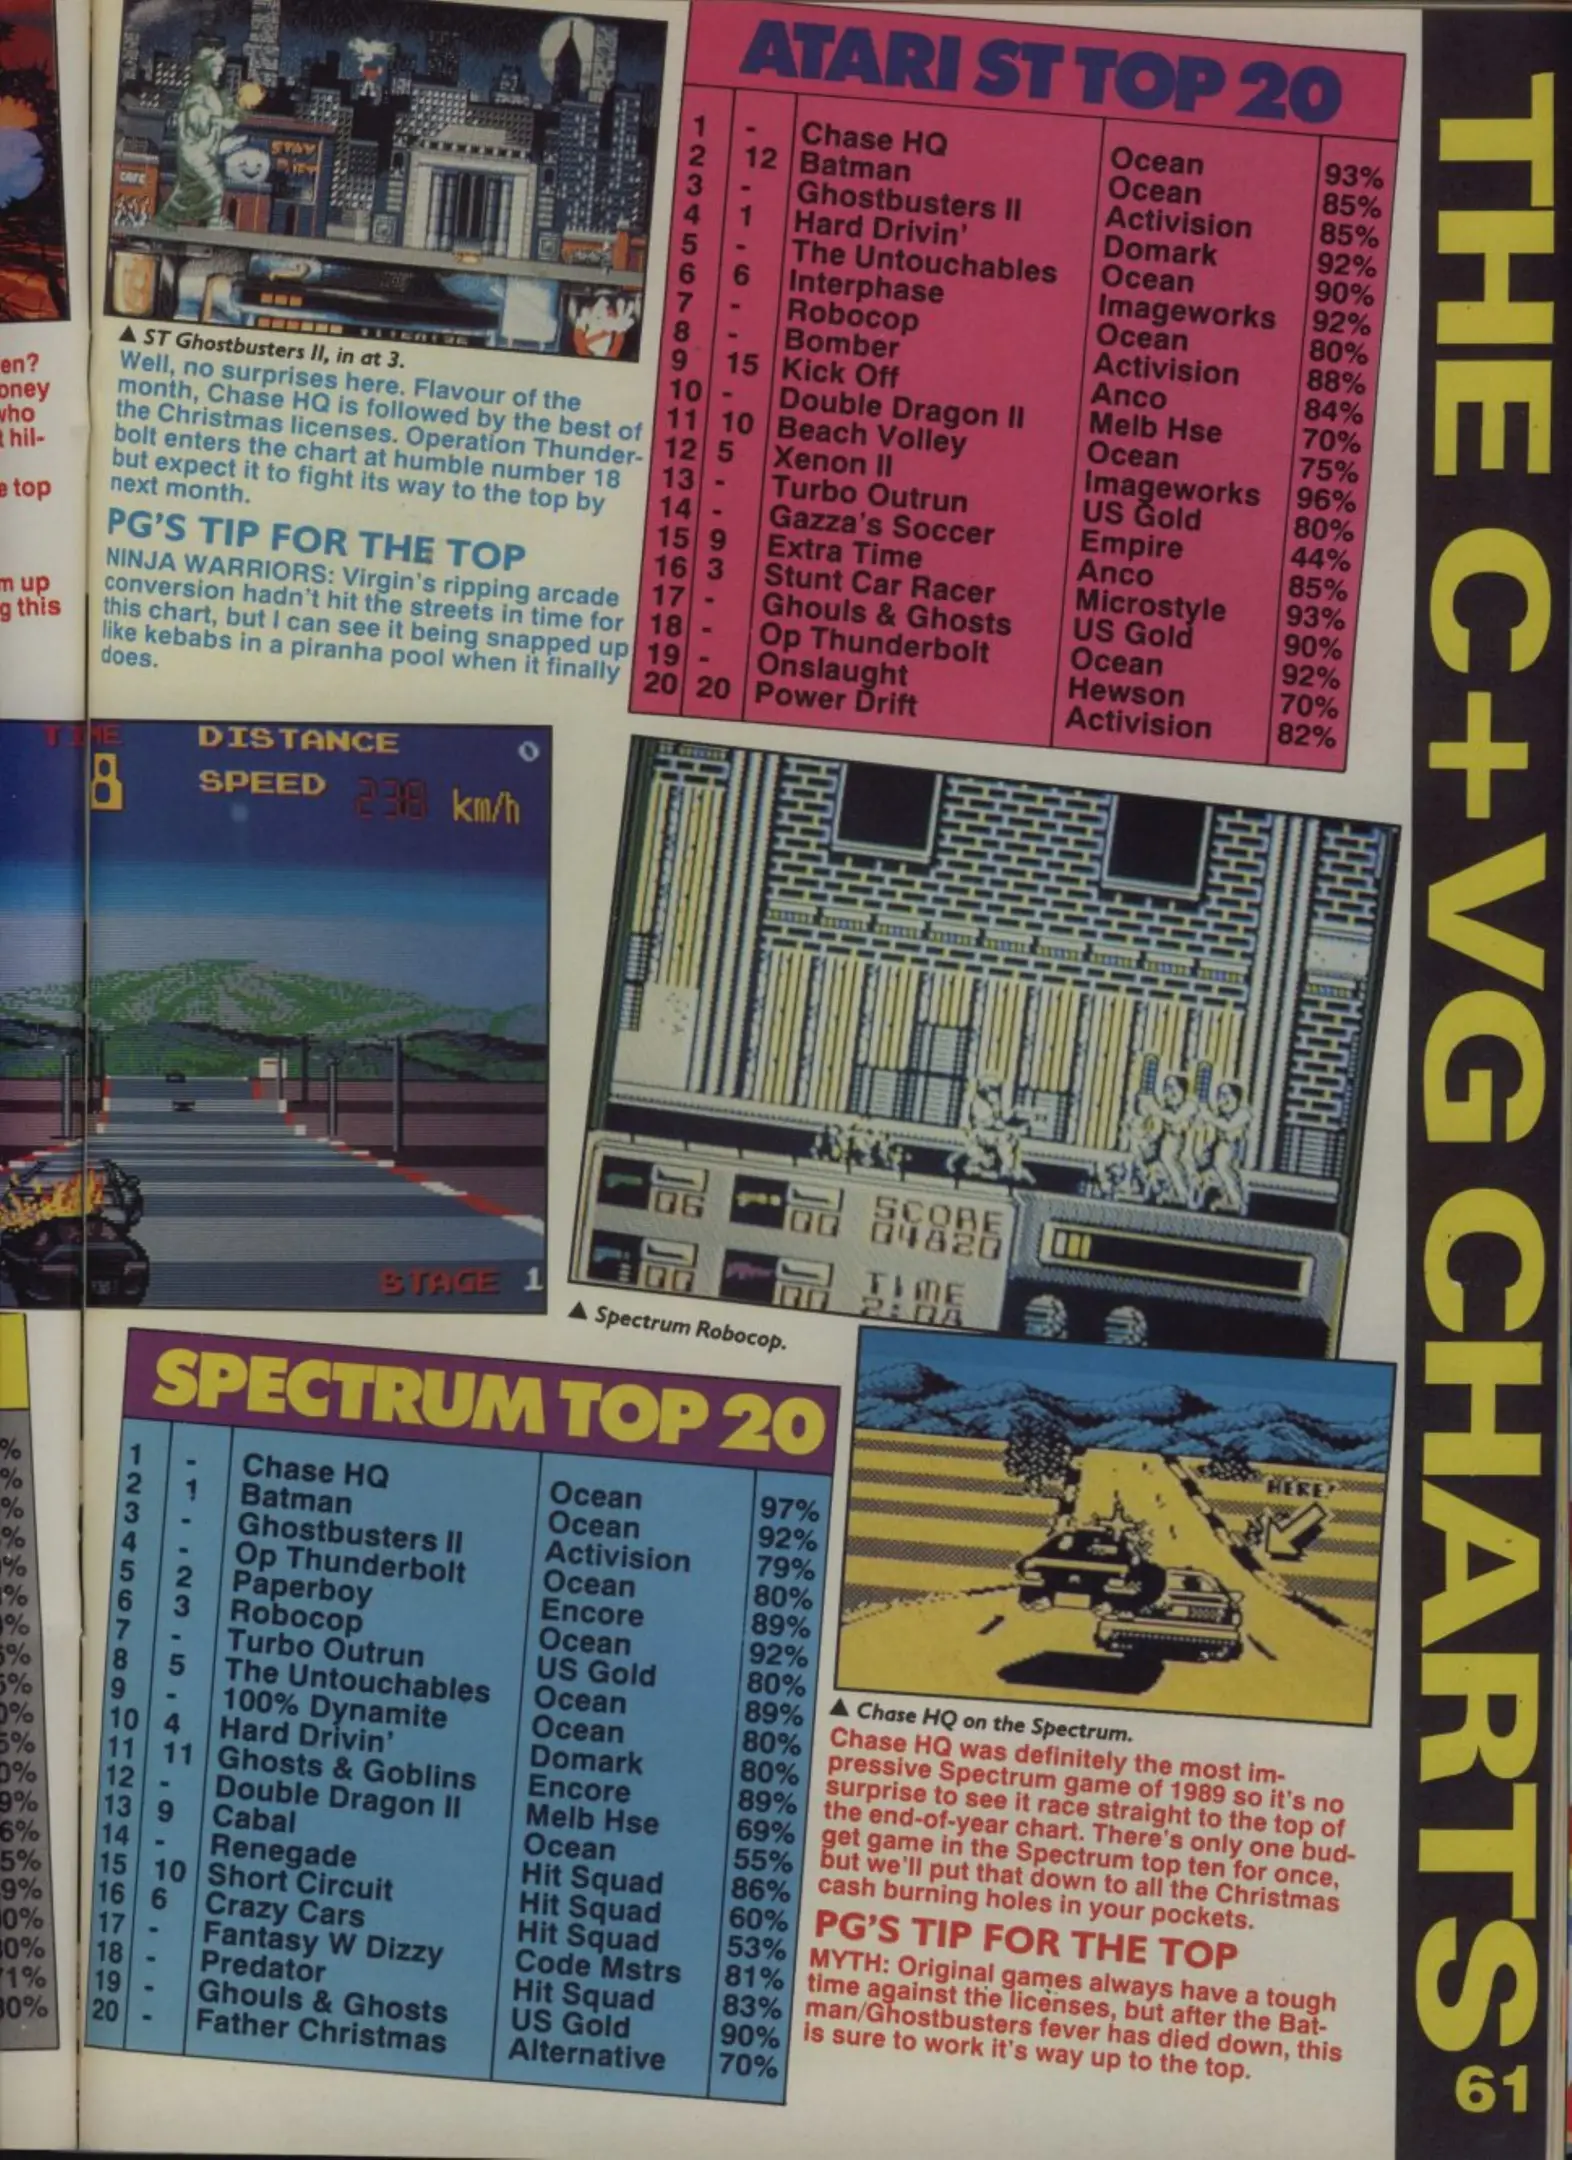 ATARI ST TOP 20
1 - Chase HQ Ocean 93%
2 12 Batman Ocean 85%
3 - Ghostbusters II Activision 85%
4 1 Hard Drivin' Domark 92%
5 - The Untouchables Ocean 90%
6 6 Interphase Imageworks 92%
7 - Robocop Ocean 80%
8 - Bomber Activision 88%
9 15 Kick Off Anco 84%
10 - Double Dragon II Melb Hse 70%
11 10 Beach Volley Ocean 75%
12 5 Xenon II Imageworks 96%
13 - Turbo Outrun US Gold 80%
14 - Gazza's Soccer Empire 44%
15 9 Extra Time Anco 85%
16 3 Stunt Car Racer Microstyle 93%
17 - Ghouls & Ghosts US Gold 90%
18 - Op Thunderbolt Ocean 92%
19 - Onslaught Hewson 70%
20 20 Power Drift Activision 82%
STAY
CAFE
▲ ST Ghostbusters II, in at 3.
Well, no surprises here. Flavour of the
month, Chase HQ is followed by the best of
the Christmas licenses. Operation Thunder-
bolt enters the chart at humble number 18
but expect it to fight its way to the top by
next month.
PG'S TIP FOR THE TOP
NINJA WARRIORS: Virgin's ripping arcade
conversion hadn't hit the streets in time for
this chart, but I can see it being snapped up
like kebabs in a piranha pool when it finally
does.
en?
oney
who
t hil-
e top
m up
g this
TIME DISTANCE 0
8 SPEED 238 km/h
STAGE 1
06 00 SCORE
04820
00 00 TIME
2:08
▲ Spectrum Robocop.
SPECTRUM TOP 20
1 - Chase HQ Ocean 97%
2 1 Batman Ocean 92%
3 - Ghostbusters II Activision 79%
4 - Op Thunderbolt Ocean 80%
5 2 Paperboy Encore 89%
6 3 Robocop Ocean 92%
7 - Turbo Outrun US Gold 80%
8 5 The Untouchables Ocean 89%
9 - 100% Dynamite Ocean 80%
10 4 Hard Drivin' Domark 80%
11 11 Ghosts & Goblins Encore 89%
12 - Double Dragon II Melb Hse 69%
13 9 Cabal Ocean 55%
14 - Renegade Hit Squad 86%
15 10 Short Circuit Hit Squad 60%
16 6 Crazy Cars Hit Squad 53%
17 - Fantasy W Dizzy Code Mstrs 81%
18 - Predator Hit Squad 83%
19 - Ghouls & Ghosts US Gold 90%
20 - Father Christmas Alternative 70%
HERE!
▲ Chase HQ on the Spectrum.
Chase HQ was definitely the most im-
pressive Spectrum game of 1989 so it's no
surprise to see it race straight to the top of
the end-of-year chart. There's only one bud-
get game in the Spectrum top ten for once,
but we'll put that down to all the Christmas
cash burning holes in your pockets.
PG'S TIP FOR THE TOP
MYTH: Original games always have a tough
time against the licenses, but after the Bat-
man/Ghostbusters fever has died down, this
is sure to work it's way up to the top.
THE C+VG CHARTS
61